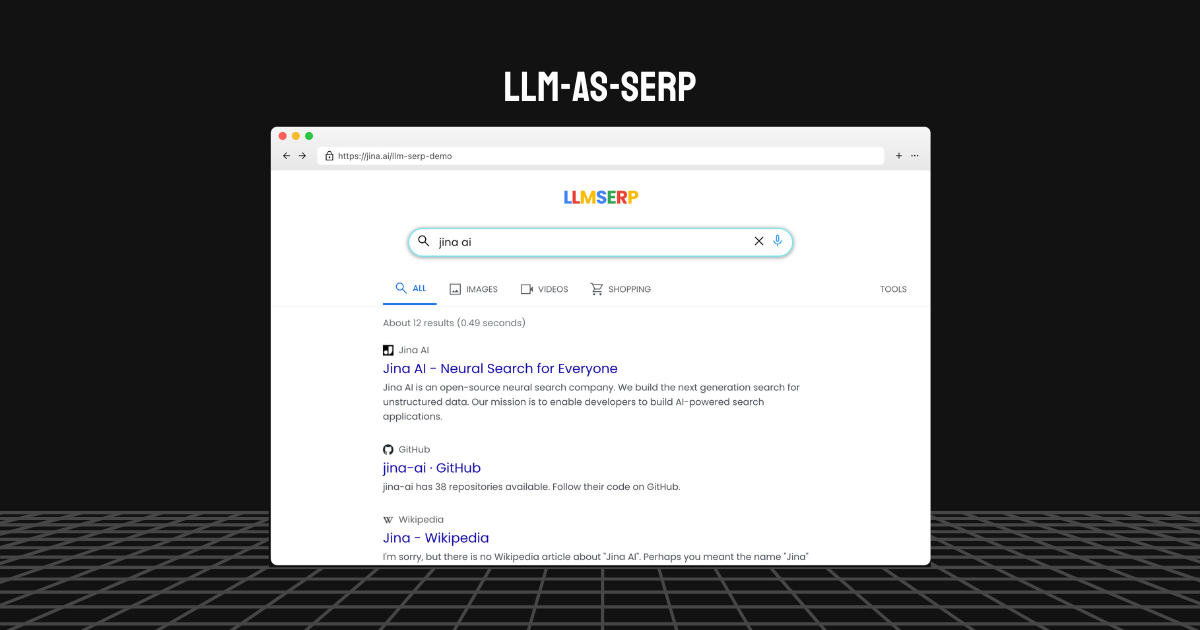 LLM-AS-SERP
https://jina.ai/llm-serp-demo
LLMSERP
jina ai
ALL IMAGES VIDEOS SHOPPING TOOLS
About 12 results (0.49 seconds)
Jina AI
Jina AI - Neural Search for Everyone
Jina AI is an open-source neural search company. We build the next generation search for
unstructured data. Our mission is to enable developers to build AI-powered search
applications.
GitHub
jina-ai · GitHub
jina-ai has 38 repositories available. Follow their code on GitHub.
Wikipedia
Jina - Wikipedia
I'm sorry, but there is no Wikipedia article about "Jina AI". Perhaps you meant the name "Jina"